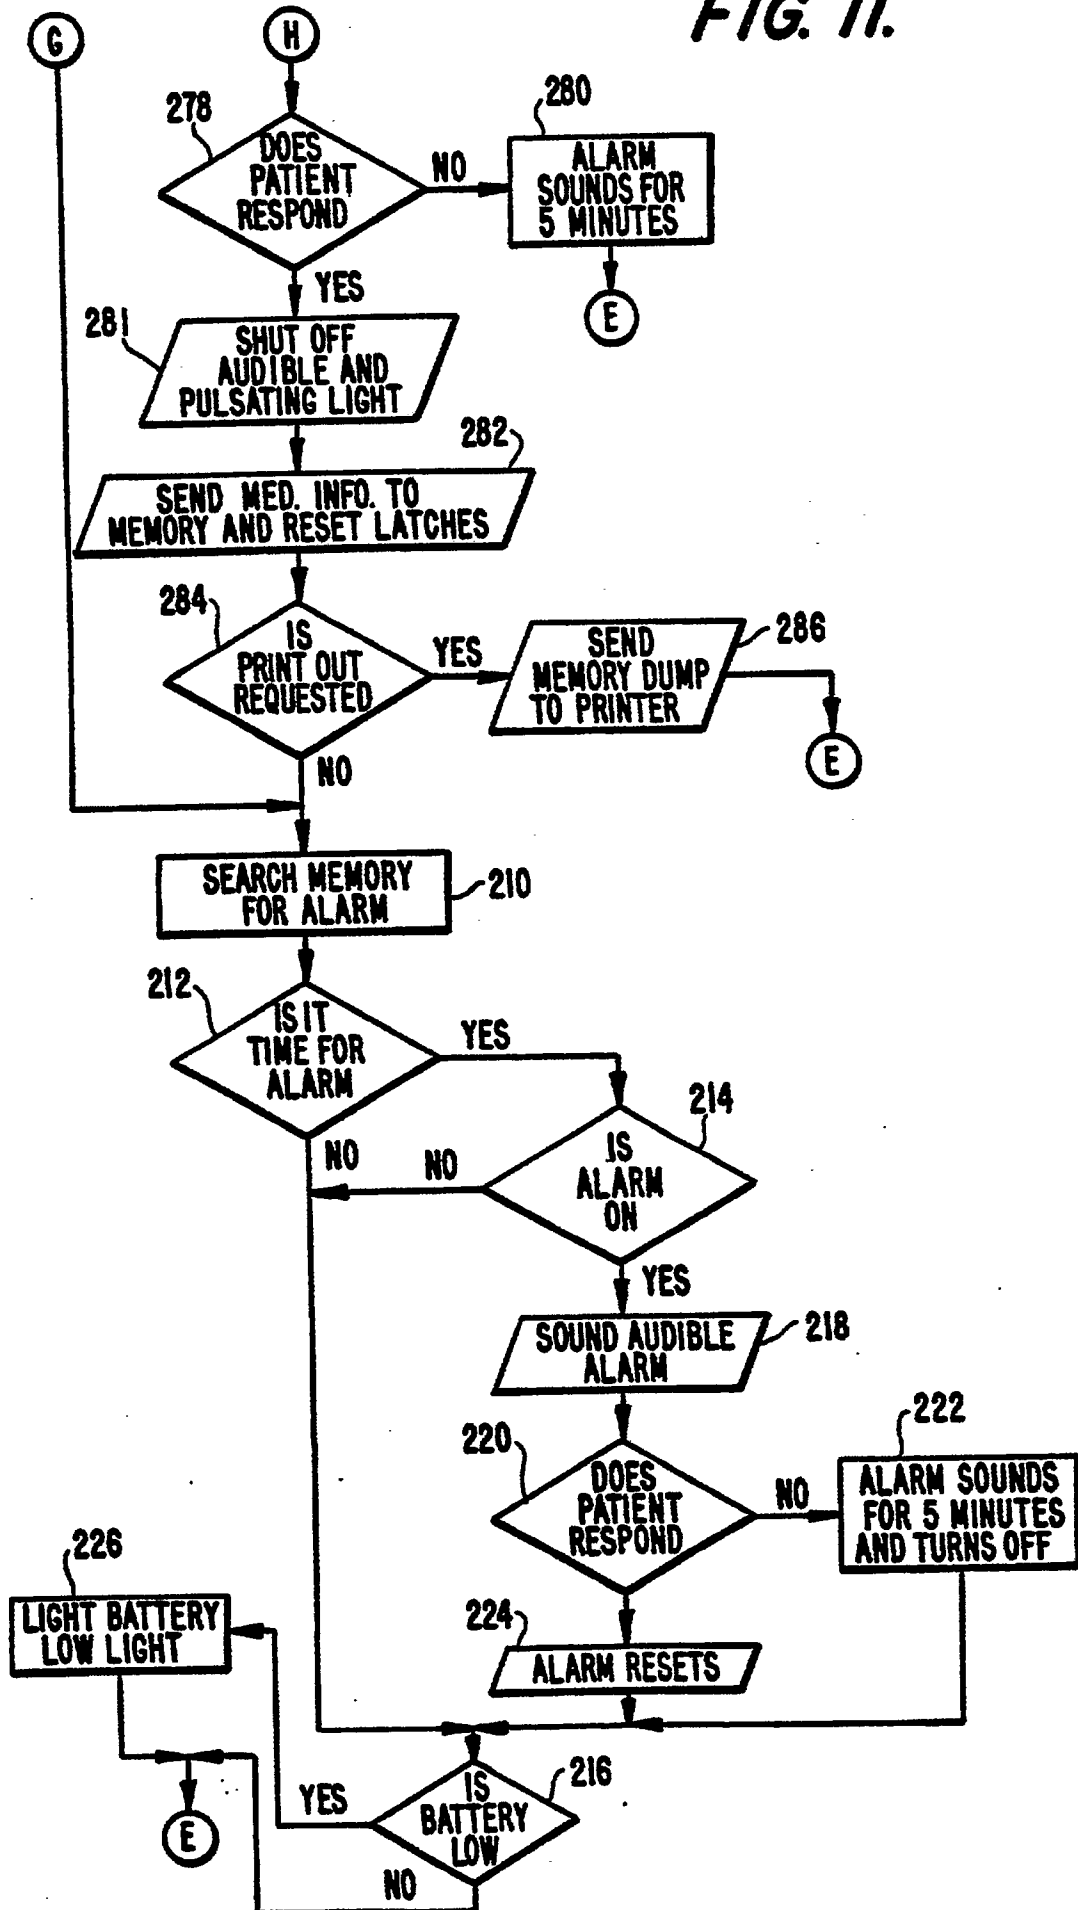 FIG. 11.
G
H
278
DOES
PATIENT
RESPOND
NO
280
ALARM
SOUNDS FOR
5 MINUTES
E
YES
281
SHUT OFF
AUDIBLE AND
PULSATING LIGHT
282
SEND MED. INFO. TO
MEMORY AND RESET LATCHES
284
IS
PRINT OUT
REQUESTED
YES
286
SEND
MEMORY DUMP
TO PRINTER
E
NO
SEARCH MEMORY
FOR ALARM
210
212
IS IT
TIME FOR
ALARM
YES
NO
214
IS
ALARM
ON
NO
YES
SOUND AUDIBLE
ALARM
218
220
DOES
PATIENT
RESPOND
NO
222
ALARM SOUNDS
FOR 5 MINUTES
AND TURNS OFF
224
ALARM RESETS
226
LIGHT BATTERY
LOW LIGHT
216
IS
BATTERY
LOW
YES
NO
E